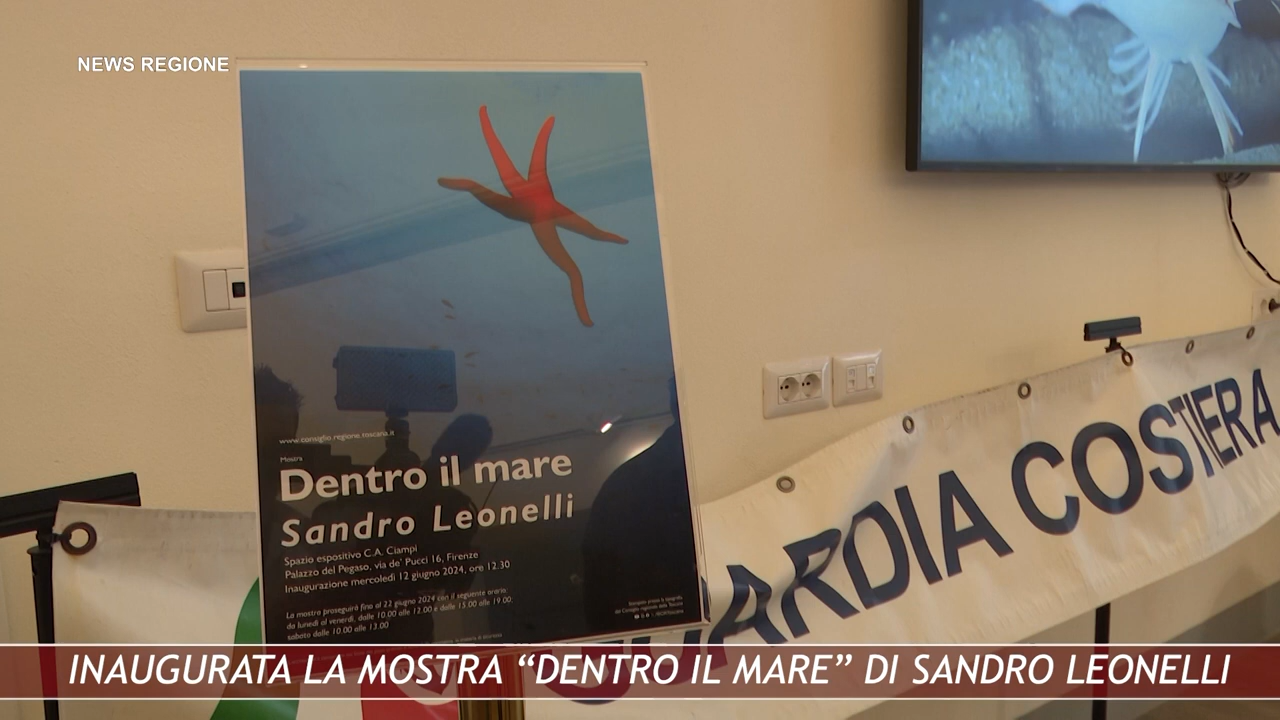 NEWS REGIONE
www.consiglio.regione.toscana.it
Mostra
Dentro il mare
Sandro Leonelli
Spazio espositivo C.A. Ciampi
Palazzo del Pegaso, via de' Pucci 16, Firenze
Inaugurazione mercoledì 12 giugno 2024, ore 12.30
La mostra proseguirà fino al 22 giugno 2024 con il seguente orario:
da lunedì al venerdì, dalle 10.00 alle 12.00 e dalle 15.00 alle 19.00;
sabato dalle 10.00 alle 13.00
GUARDIA COSTIERA
INAUGURATA LA MOSTRA “DENTRO IL MARE” DI SANDRO LEONELLI